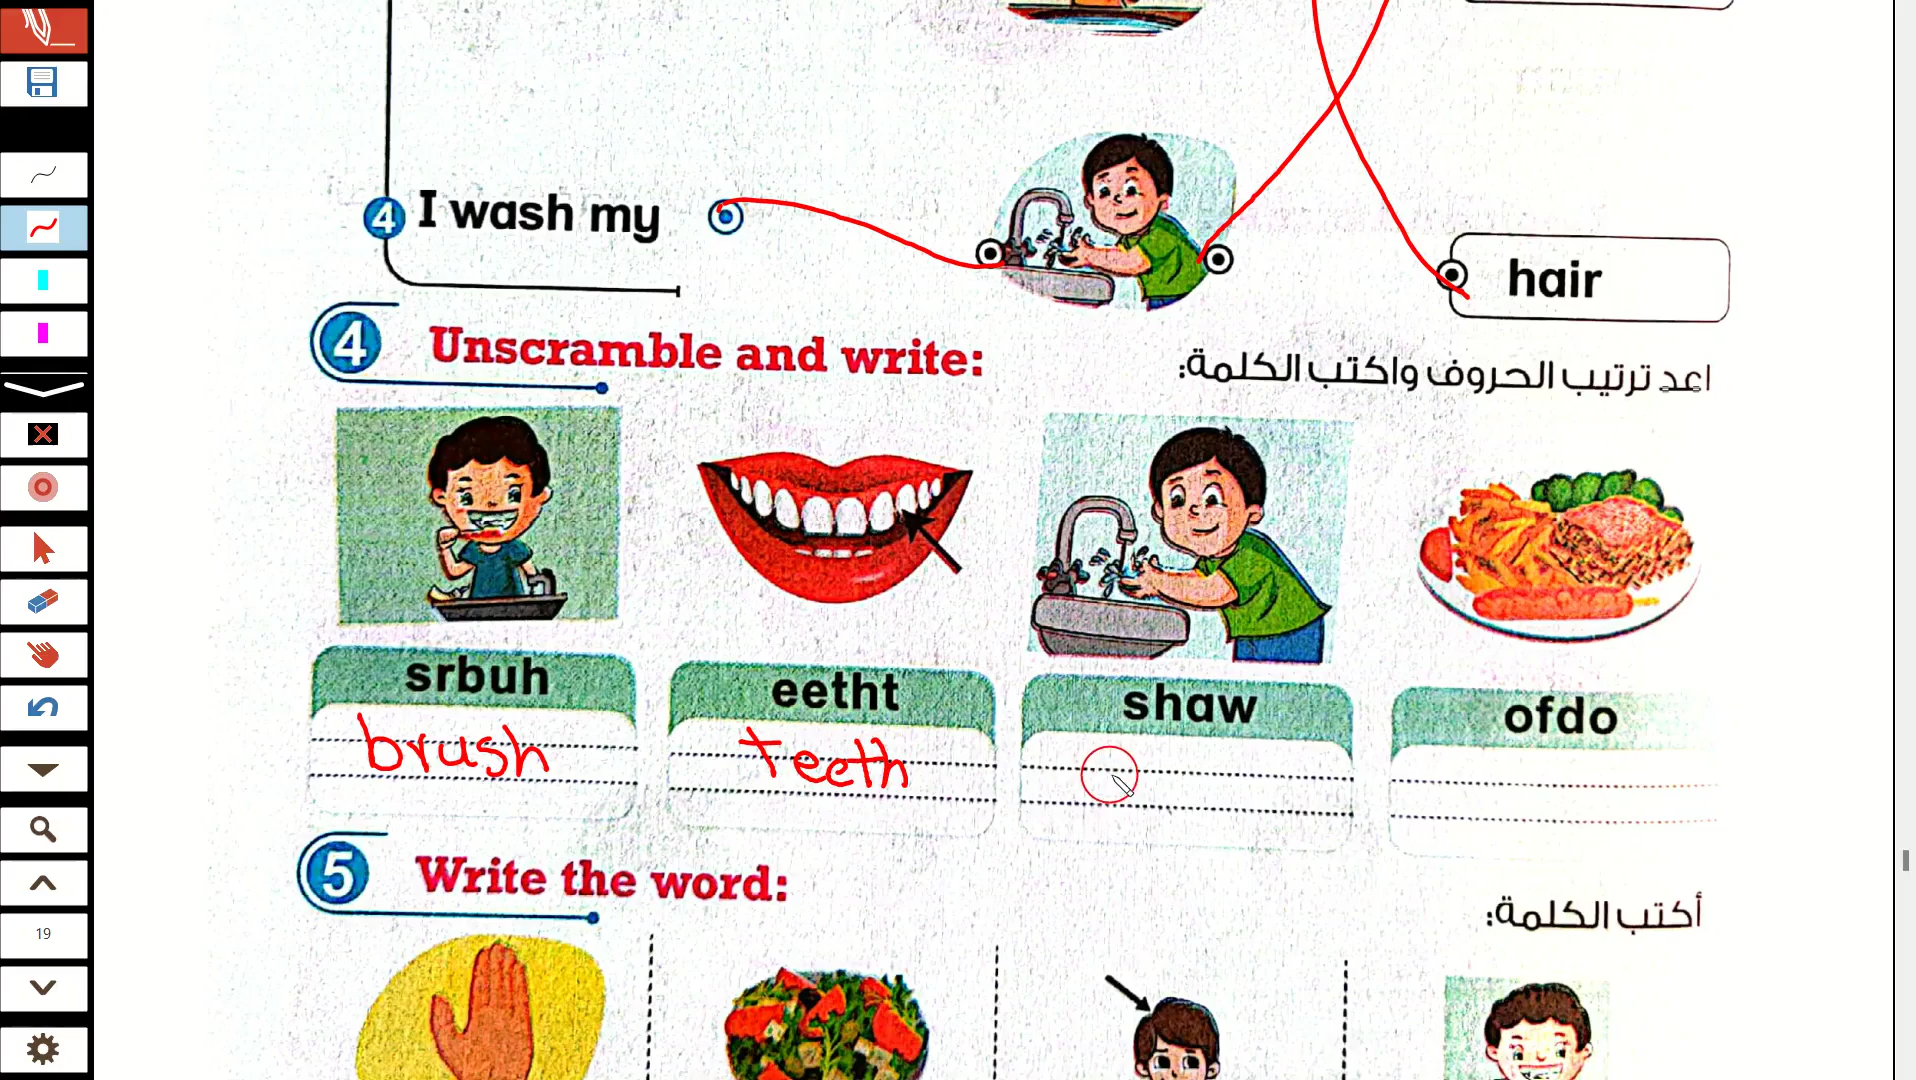 4 I wash my
hair
4 Unscramble and write:
اعد ترتيب الحروف واكتب الكلمة:
srbuh
eetht
shaw
ofdo
brush
teeth
5 Write the word:
أكتب الكلمة:
19